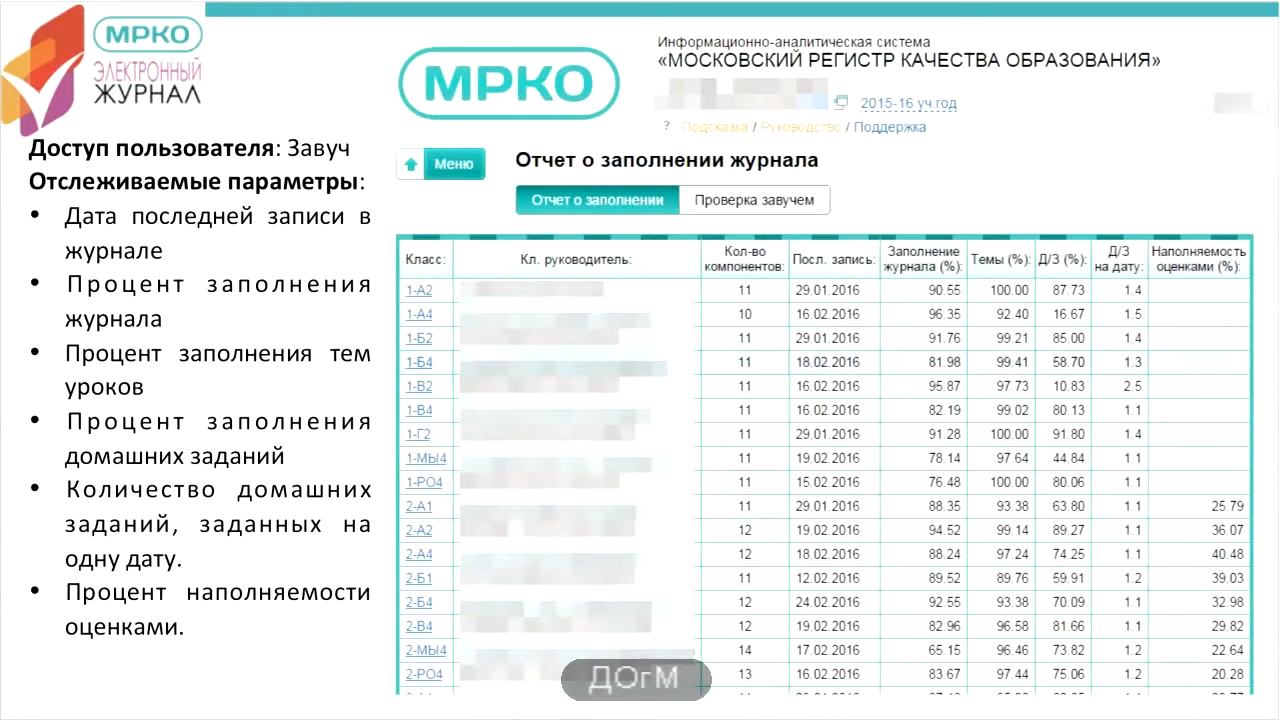 МРКО
ЭЛЕКТРОННЫЙ
ЖУРНАЛ
Доступ пользователя: Завуч
Отслеживаемые параметры:
• Дата последней записи в
журнале
• Процент заполнения
журнала
• Процент заполнения тем
уроков
• Процент заполнения
домашних заданий
• Количество домашних
заданий, заданных на
одну дату.
• Процент наполняемости
оценками.
МРКО
Информационно-аналитическая система
«МОСКОВСКИЙ РЕГИСТР КАЧЕСТВА ОБРАЗОВАНИЯ»
2015-16 уч.год
? Подсказка / Руководство / Поддержка
Меню
Отчет о заполнении журнала
Отчет о заполнении Проверка завучем
Класс: Кл. руководитель: Кол-во компонентов: Посл. запись: Заполнение журнала (%): Темы (%): Д/З (%): Д/З на дату: Наполняемость оценками (%):
1-А2 11 29.01.2016 90.55 100.00 87.73 1.4
1-А4 10 16.02.2016 96.35 92.40 16.67 1.5
1-Б2 11 29.01.2016 91.76 99.21 85.00 1.4
1-Б4 11 18.02.2016 81.98 99.41 58.70 1.3
1-В2 11 16.02.2016 95.87 97.73 10.83 2.5
1-В4 11 16.02.2016 82.19 99.02 80.13 1.1
1-Г2 11 29.01.2016 91.28 100.00 91.80 1.4
1-МЫ4 11 19.02.2016 78.14 97.64 44.84 1.1
1-РО4 11 15.02.2016 76.48 100.00 80.06 1.1
2-А1 11 29.01.2016 88.35 93.38 63.80 1.1 25.79
2-А2 12 19.02.2016 94.52 99.14 89.27 1.1 36.07
2-А4 12 18.02.2016 88.24 97.24 74.25 1.1 40.48
2-Б1 11 12.02.2016 89.52 89.76 59.91 1.2 39.03
2-Б4 12 24.02.2016 92.55 93.38 70.09 1.1 32.98
2-В4 12 19.02.2016 82.96 96.58 81.66 1.1 29.82
2-МЫ4 14 17.02.2016 65.15 96.46 73.82 1.1 22.64
2-РО4 13 16.02.2016 83.67 97.44 75.06 1.2 20.28
ДОгМ